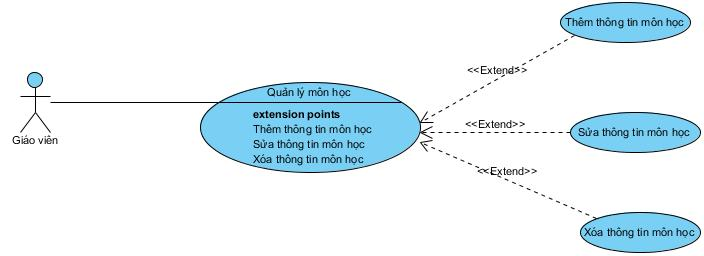 Thêm thông tin môn học
<<Extend>>
Quản lý môn học
extension points
Thêm thông tin môn học
Sửa thông tin môn học
Xóa thông tin môn học
Giáo viên
<<Extend>>
Sửa thông tin môn học
<<Extend>>
Xóa thông tin môn học